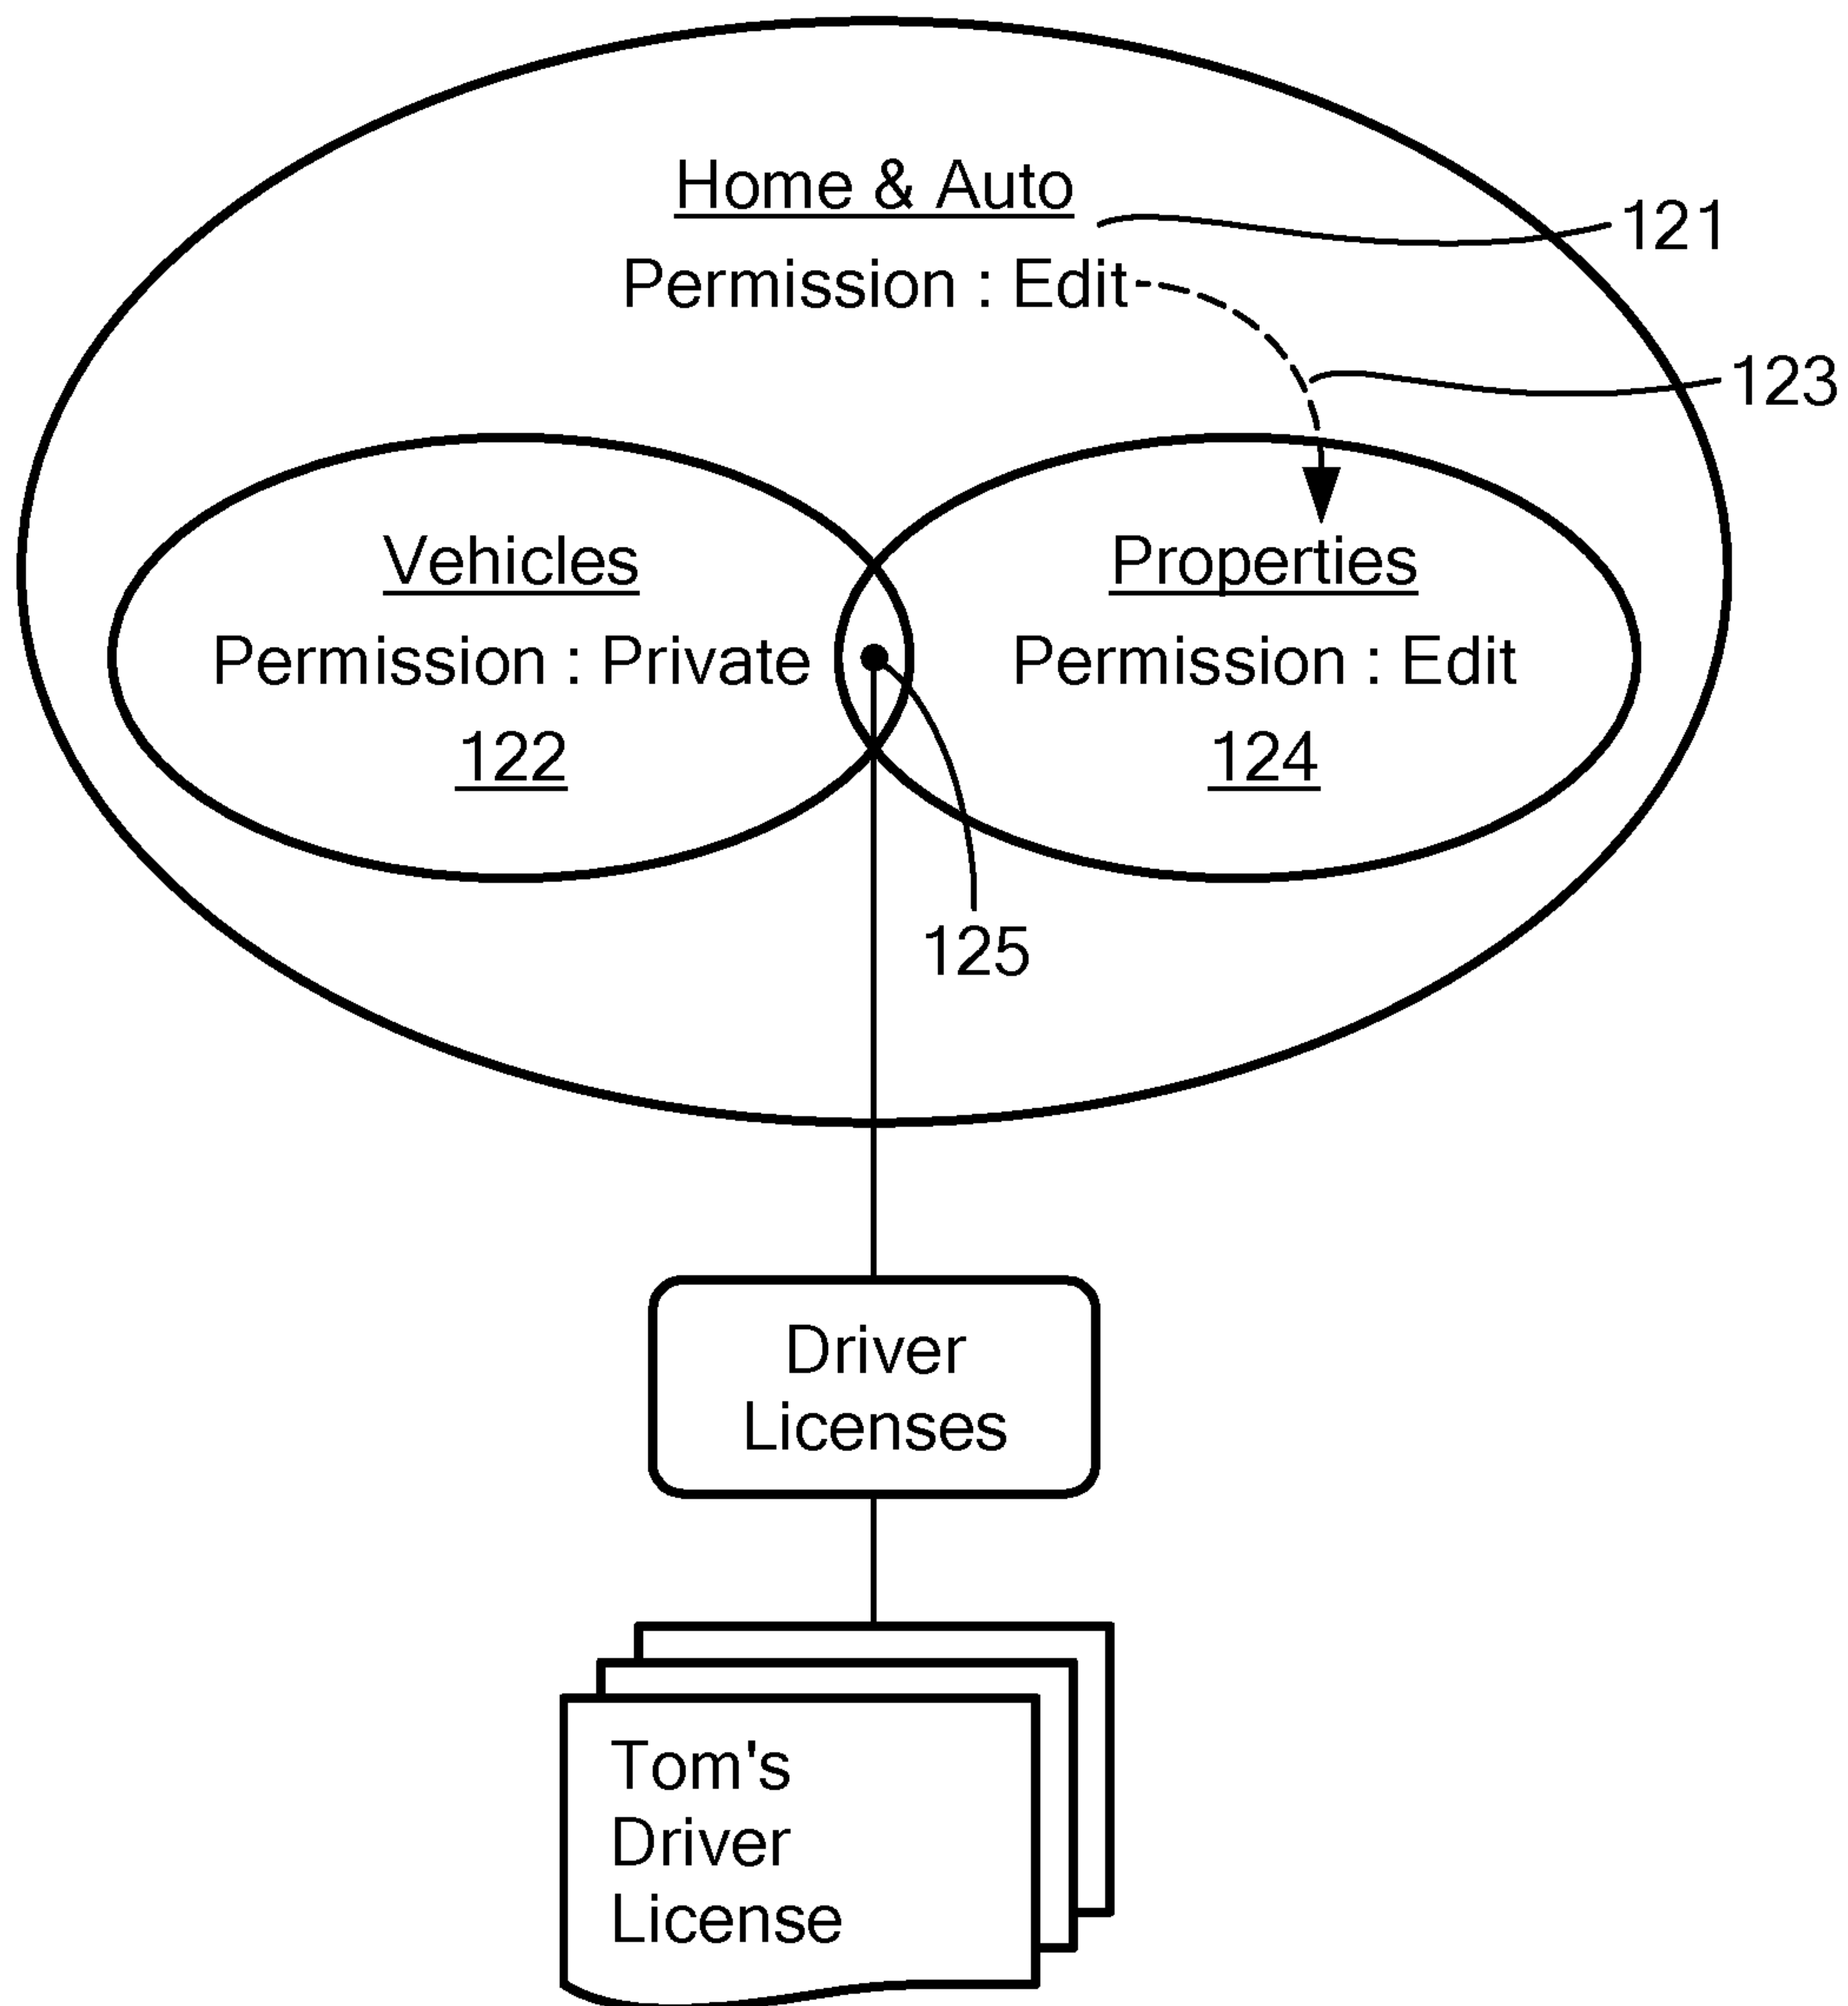 Home & Auto
121
Permission : Edit
123
Vehicles
Properties
Permission : Private
Permission : Edit
122
124
125
Driver
Licenses
Tom's
Driver
License